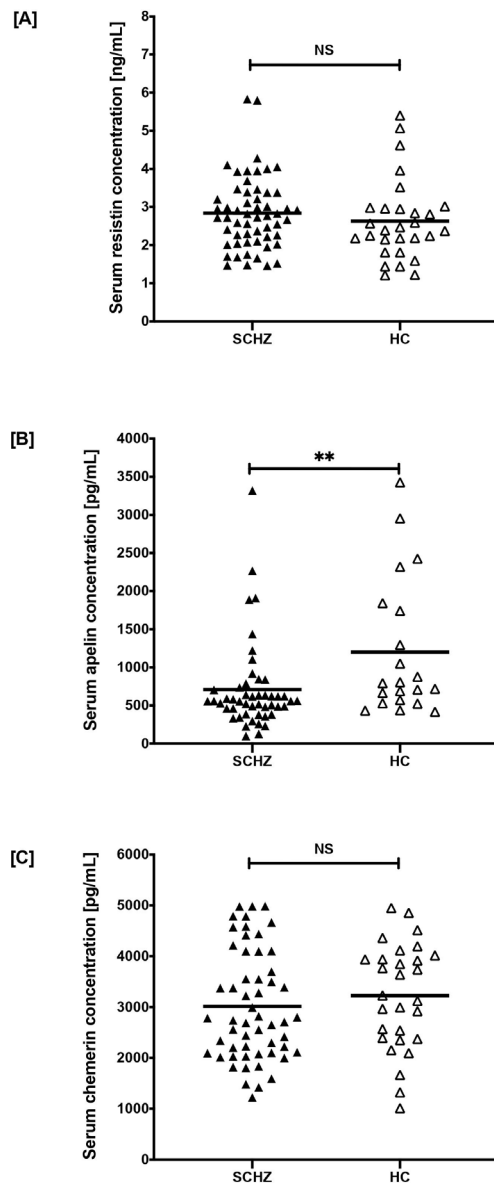 [A]
Serum resistin concentration [ng/mL]
8
7
6
5
4
3
2
1
0
NS
SCHZ HC
[B]
Serum apelin concentration [pg/mL]
4000
3500
3000
2500
2000
1500
1000
500
0
**
SCHZ HC
[C]
Serum chemerin concentration [pg/mL]
6000
5000
4000
3000
2000
1000
0
NS
SCHZ HC